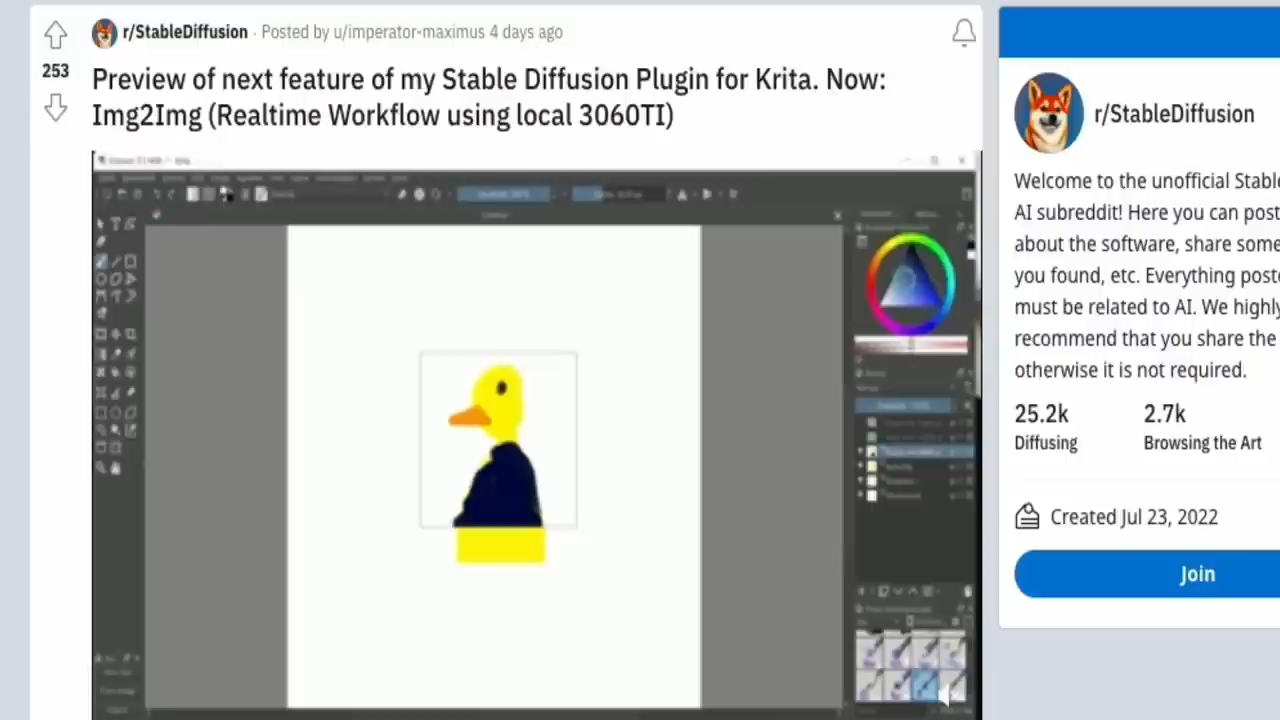 r/StableDiffusion · Posted by u/imperator-maximus 4 days ago
253
Preview of next feature of my Stable Diffusion Plugin for Krita. Now:
Img2Img (Realtime Workflow using local 3060TI)
r/StableDiffusion
Welcome to the unofficial Stable
AI subreddit! Here you can post
about the software, share some
you found, etc. Everything poste
must be related to AI. We highly
recommend that you share the
otherwise it is not required.
25.2k 2.7k
Diffusing Browsing the Art
Created Jul 23, 2022
Join